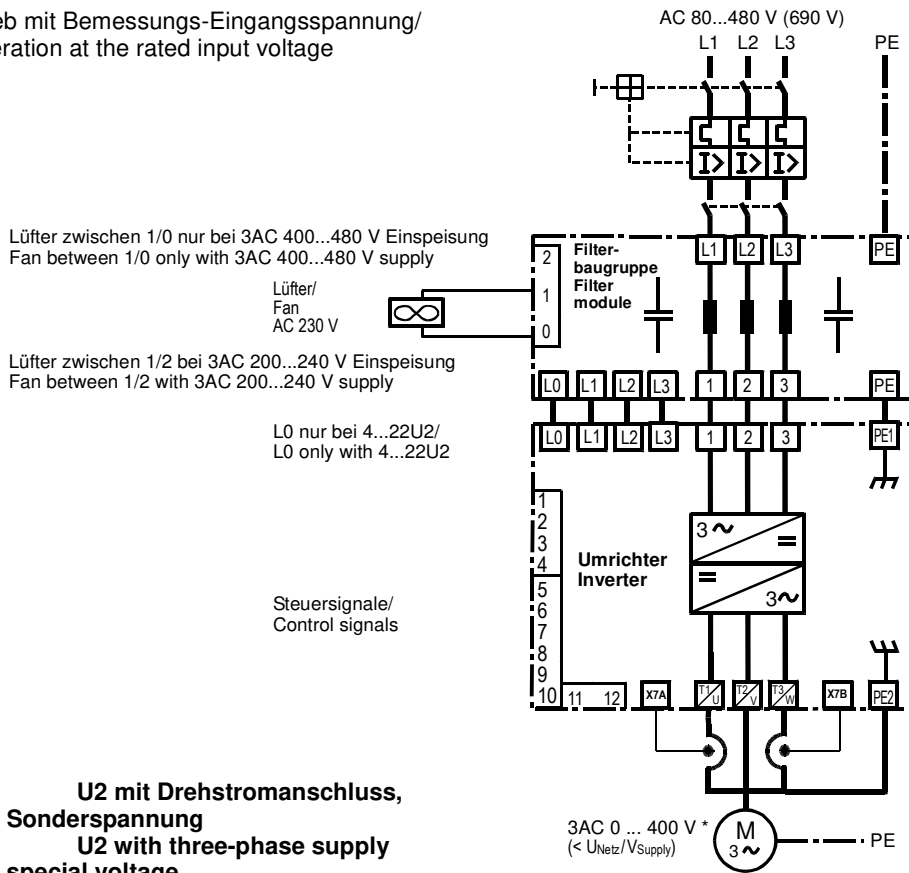 eb mit Bemessungs-Eingangsspannung/
eration at the rated input voltage
AC 80...480 V (690 V)
L1 L2 L3 PE
I> I> I>
Lüfter zwischen 1/0 nur bei 3AC 400...480 V Einspeisung
Fan between 1/0 only with 3AC 400...480 V supply
L1 L2 L3 PE
2
1
0
Filter-
baugruppe
Filter
module
Lüfter/
Fan
AC 230 V
Lüfter zwischen 1/2 bei 3AC 200...240 V Einspeisung
Fan between 1/2 with 3AC 200...240 V supply
L0 L1 L2 L3 1 2 3 PE
L0 L1 L2 L3 1 2 3 PE1
L0 nur bei 4...22U2/
L0 only with 4...22U2
1
2
3
4
5
6
7
8
9
10 11 12
3 ~ =
= 3~
Umrichter
Inverter
Steuersignale/
Control signals
X7A T1/U T2/V T3/W X7B PE2
U2 mit Drehstromanschluss,
Sonderspannung
U2 with three-phase supply
special voltage
3AC 0 ... 400 V *
(< UNetz/VSupply)
M
3 ~
PE